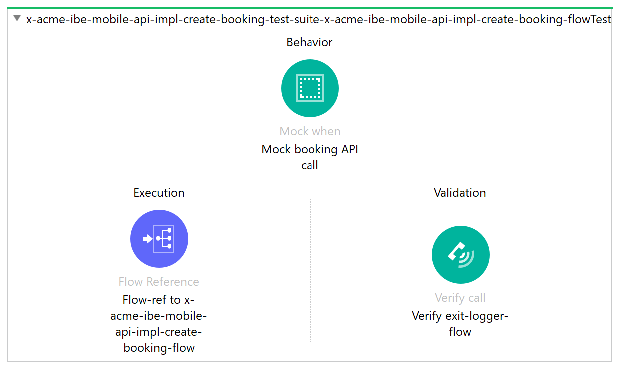 x-acme-ibe-mobile-api-impl-create-booking-test-suite-x-acme-ibe-mobile-api-impl-create-booking-flowTest
Behavior
Mock when
Mock booking API
call
Execution
Flow Reference
Flow-ref to x-
acme-ibe-mobile-
api-impl-create-
booking-flow
Validation
Verify call
Verify exit-logger-
flow